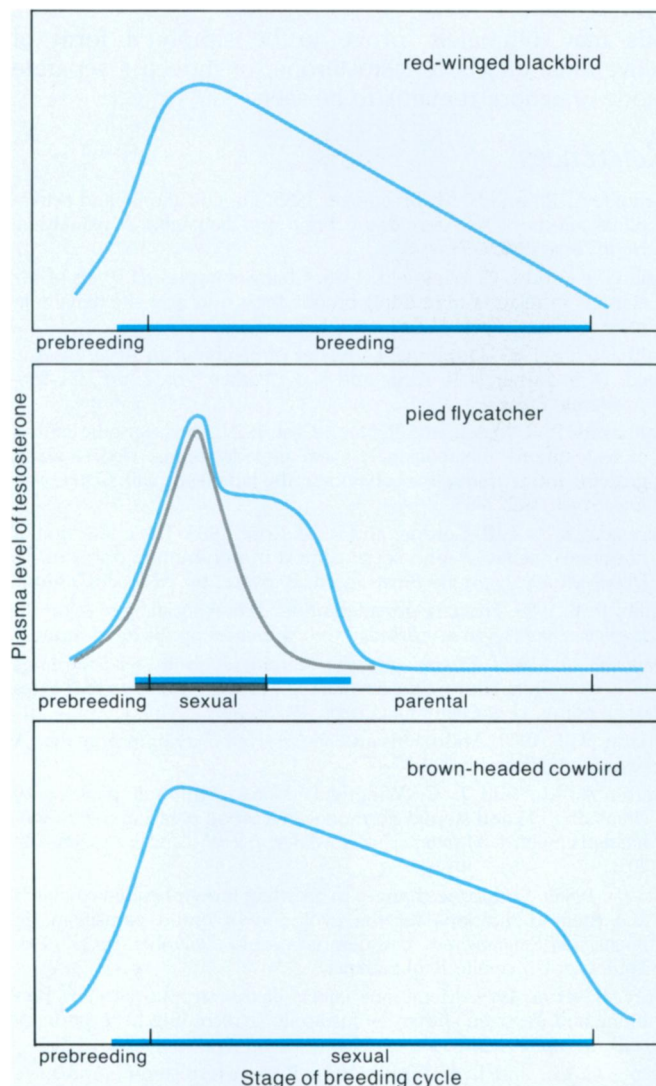 red-winged blackbird
prebreeding breeding
pied flycatcher
Plasma level of testosterone
prebreeding sexual parental
brown-headed cowbird
prebreeding sexual
Stage of breeding cycle